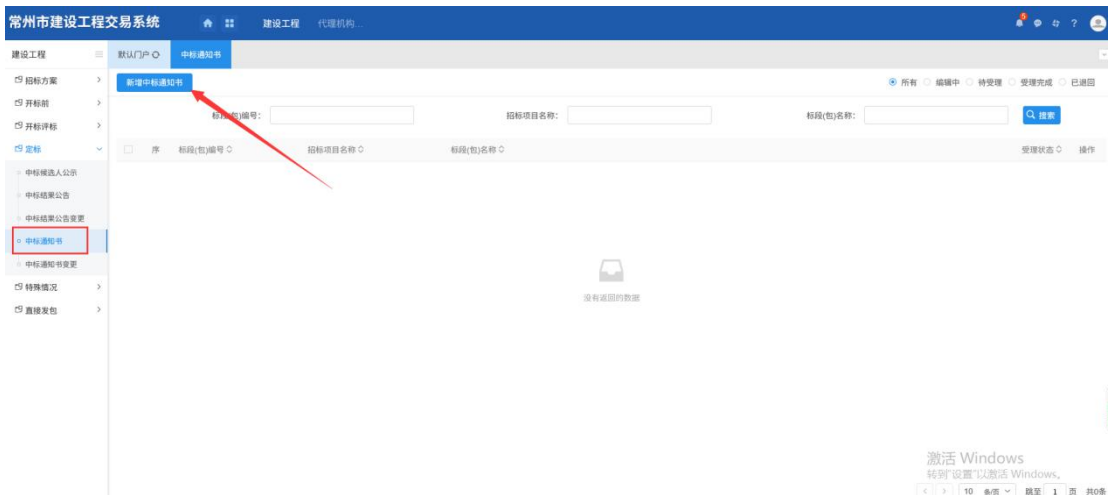 常州市建设工程交易系统 建设工程 代理机构... 5 ?
建设工程 默认门户 中标通知书
招标方案 新增中标通知书 所有 编辑中 待受理 受理完成 已退回
开标前
开标评标 标段(包)编号: 招标项目名称: 标段(包)名称: 搜索
定标 序 标段(包)编号 招标项目名称 标段(包)名称 受理状态 操作
中标候选人公示
中标结果公告
中标结果公告变更
中标通知书
中标通知书变更
特殊情况 没有返回的数据
直接发包
激活 Windows
转到"设置"以激活 Windows。
< > 10 条/页 跳至 1 页 共0条